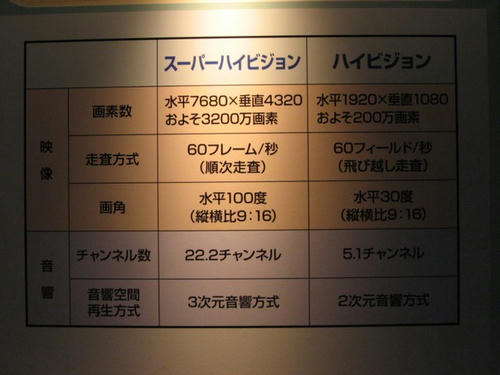 スーパーハイビジョン ハイビジョン
映像
画素数 水平7680×垂直4320 水平1920×垂直1080
およそ3200万画素 およそ200万画素
走査方式 60フレーム/秒 60フィールド/秒
(順次走査) (飛び越し走査)
画角 水平100度 水平30度
(縦横比9:16) (縦横比9:16)
音響
チャンネル数 22.2チャンネル 5.1チャンネル
音響空間
再生方式 3次元音響方式 2次元音響方式